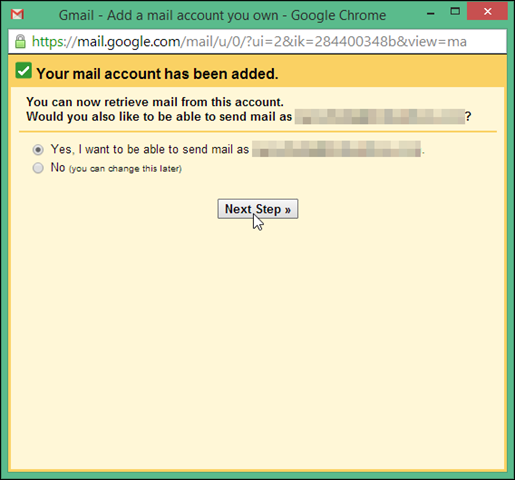 Gmail - Add a mail account you own - Google Chrome
https://mail.google.com/mail/u/0/?ui=2&ik=284400348b&view=ma
Your mail account has been added.
You can now retrieve mail from this account.
Would you also like to be able to send mail as ?
Yes, I want to be able to send mail as .
No (you can change this later)
Next Step »